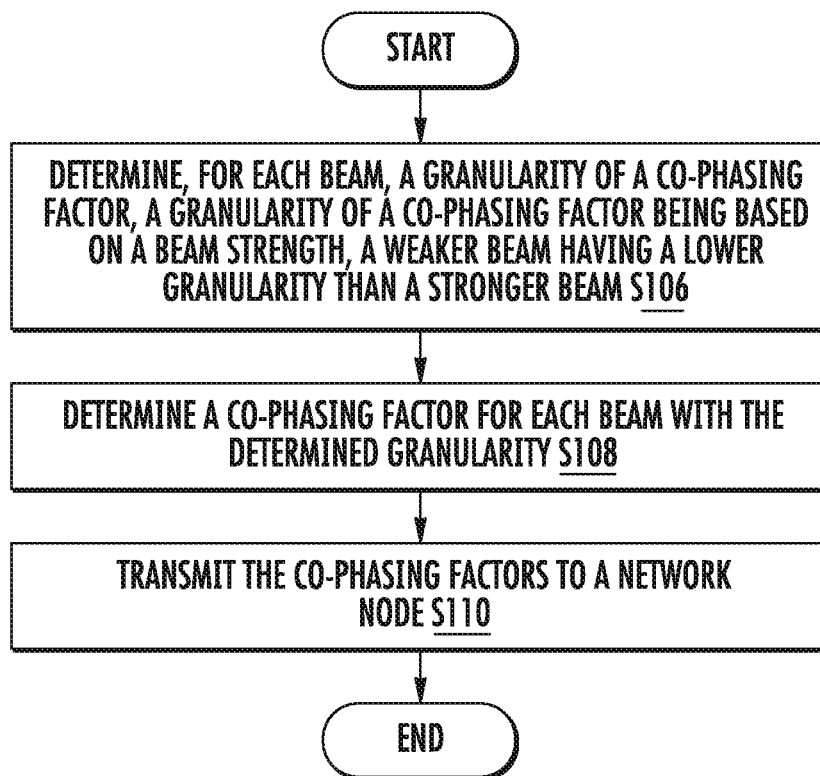 START
DETERMINE, FOR EACH BEAM, A GRANULARITY OF A CO-PHASING
FACTOR, A GRANULARITY OF A CO-PHASING FACTOR BEING BASED
ON A BEAM STRENGTH, A WEAKER BEAM HAVING A LOWER
GRANULARITY THAN A STRONGER BEAM S106
DETERMINE A CO-PHASING FACTOR FOR EACH BEAM WITH THE
DETERMINED GRANULARITY S108
TRANSMIT THE CO-PHASING FACTORS TO A NETWORK
NODE S110
END